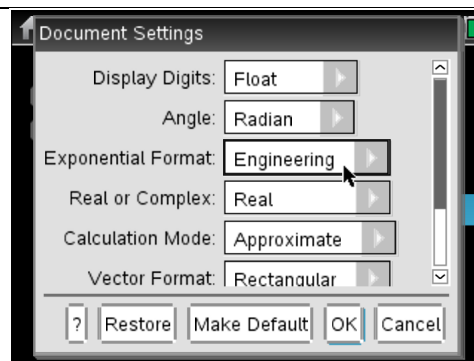 Document Settings
Display Digits: Float
Angle: Radian
Exponential Format: Engineering
Real or Complex: Real
Calculation Mode: Approximate
Vector Format: Rectangular
? Restore Make Default OK Cancel